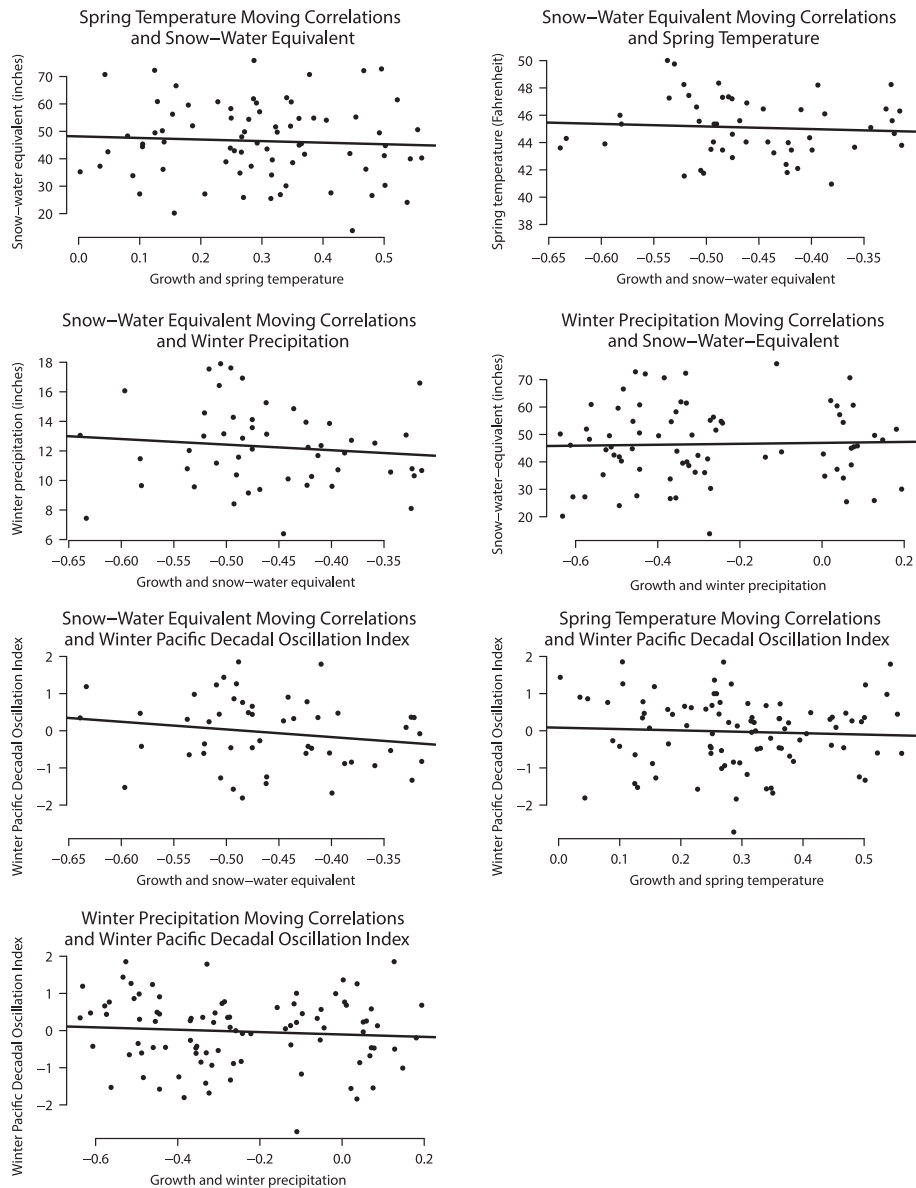 Spring Temperature Moving Correlations
and Snow−Water Equivalent
Snow−water equivalent (inches)
70
60
50
40
30
20
0.0 0.1 0.2 0.3 0.4 0.5
Growth and spring temperature
Snow−Water Equivalent Moving Correlations
and Spring Temperature
Spring temperature (Fahrenheit)
50
48
46
44
42
40
38
−0.65 −0.60 −0.55 −0.50 −0.45 −0.40 −0.35
Growth and snow−water equivalent
Snow−Water Equivalent Moving Correlations
and Winter Precipitation
Winter precipitation (inches)
18
16
14
12
10
8
6
−0.65 −0.60 −0.55 −0.50 −0.45 −0.40 −0.35
Growth and snow−water equivalent
Winter Precipitation Moving Correlations
and Snow−Water−Equivalent
Snow−water−equivalent (inches)
70
60
50
40
30
20
−0.6 −0.4 −0.2 0.0 0.2
Growth and winter precipitation
Snow−Water Equivalent Moving Correlations
and Winter Pacific Decadal Oscillation Index
Winter Pacific Decadal Oscillation Index
2
1
0
−1
−2
−0.65 −0.60 −0.55 −0.50 −0.45 −0.40 −0.35
Growth and snow−water equivalent
Spring Temperature Moving Correlations
and Winter Pacific Decadal Oscillation Index
Winter Pacific Decadal Oscillation Index
2
1
0
−1
−2
0.0 0.1 0.2 0.3 0.4 0.5
Growth and spring temperature
Winter Precipitation Moving Correlations
and Winter Pacific Decadal Oscillation Index
Winter Pacific Decadal Oscillation Index
2
1
0
−1
−2
−0.6 −0.4 −0.2 0.0 0.2
Growth and winter precipitation